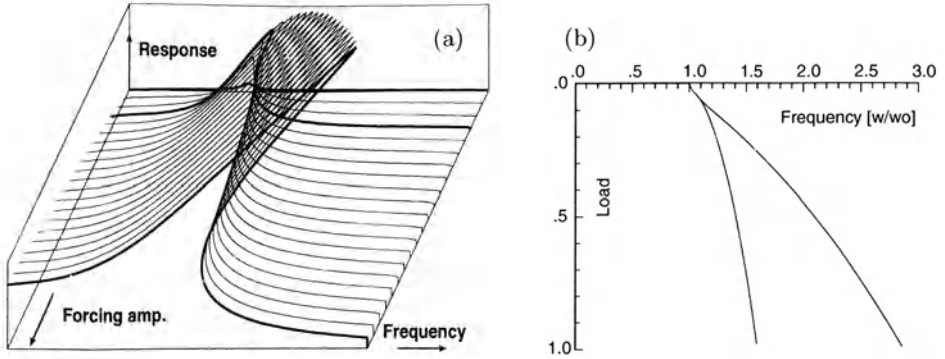 (a)
Response
Forcing amp.
Frequency
(b)
.0 .5 1.0 1.5 2.0 2.5 3.0
Frequency [w/wo]
.0
Load
.5
1.0